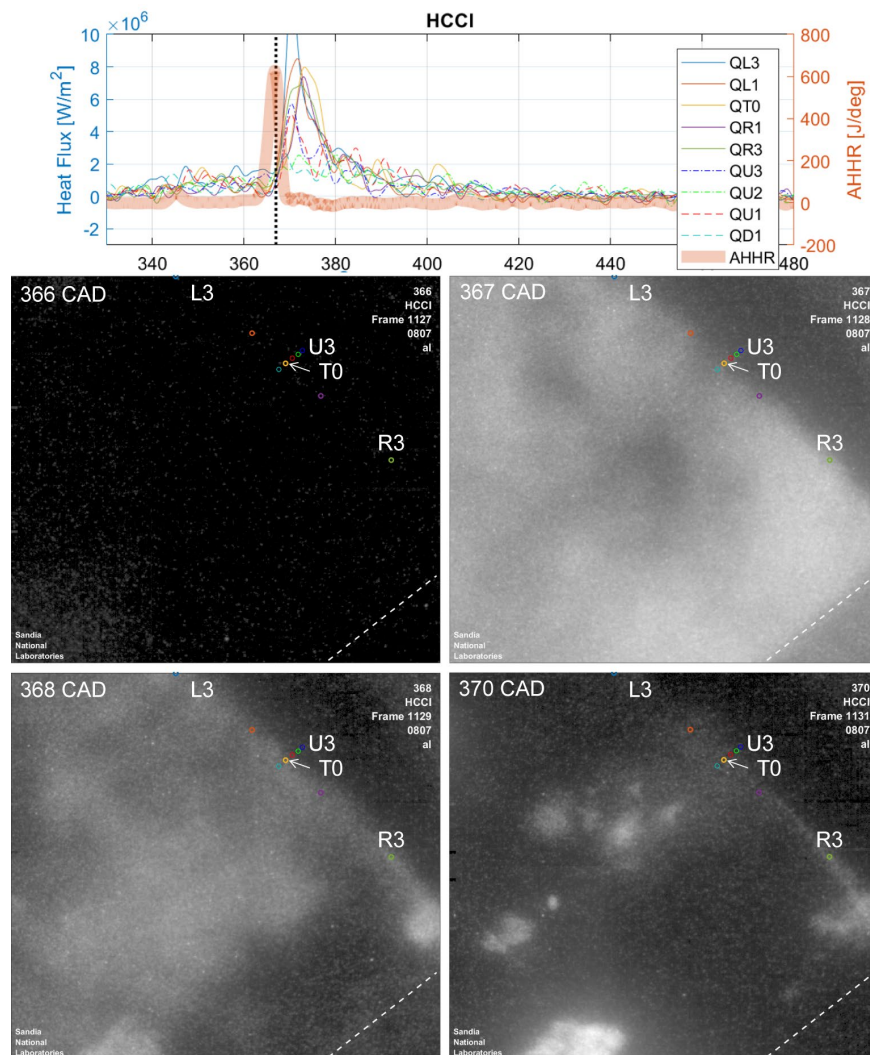 HCCI
× 10⁶
10
8
6
4
2
0
-2
Heat Flux [W/m²]
800
600
400
200
0
-200
AHHR [J/deg]
QL3
QL1
QT0
QR1
QR3
QU3
QU2
QU1
QD1
AHHR
340
360
380
400
420
440
460
480
366 CAD
L3
366
HCCI
Frame 1127
0807
al
U3
T0
R3
Sandia
National
Laboratories
367 CAD
L3
367
HCCI
Frame 1128
0807
al
U3
T0
R3
Sandia
National
Laboratories
368 CAD
L3
368
HCCI
Frame 1129
0807
al
U3
T0
R3
Sandia
National
Laboratories
370 CAD
L3
370
HCCI
Frame 1131
0807
al
U3
T0
R3
Sandia
National
Laboratories